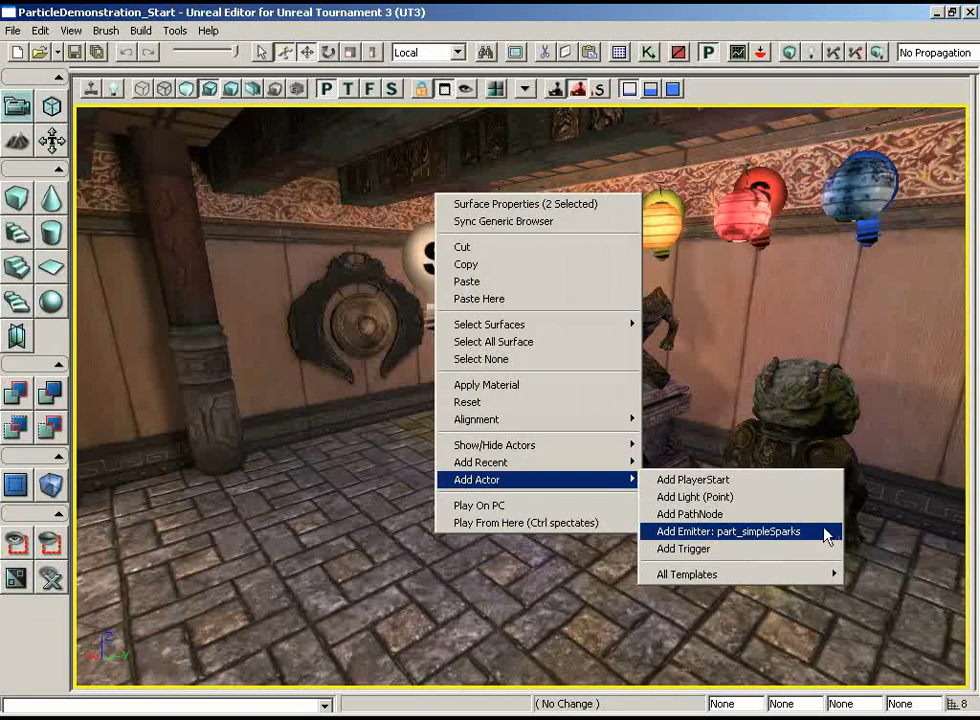 ParticleDemonstration_Start - Unreal Editor for Unreal Tournament 3 (UT3)
File Edit View Brush Build Tools Help
Local
No Propagation
P T F S
Surface Properties (2 Selected)
Sync Generic Browser
Cut
Copy
Paste
Paste Here
Select Surfaces
Select All Surface
Select None
Apply Material
Reset
Alignment
Show/Hide Actors
Add Recent
Add Actor
Play On PC
Play From Here (Ctrl spectates)
Add PlayerStart
Add Light (Point)
Add PathNode
Add Emitter: part_simpleSparks
Add Trigger
All Templates
Z
X Y
( No Change )
None None None None 8